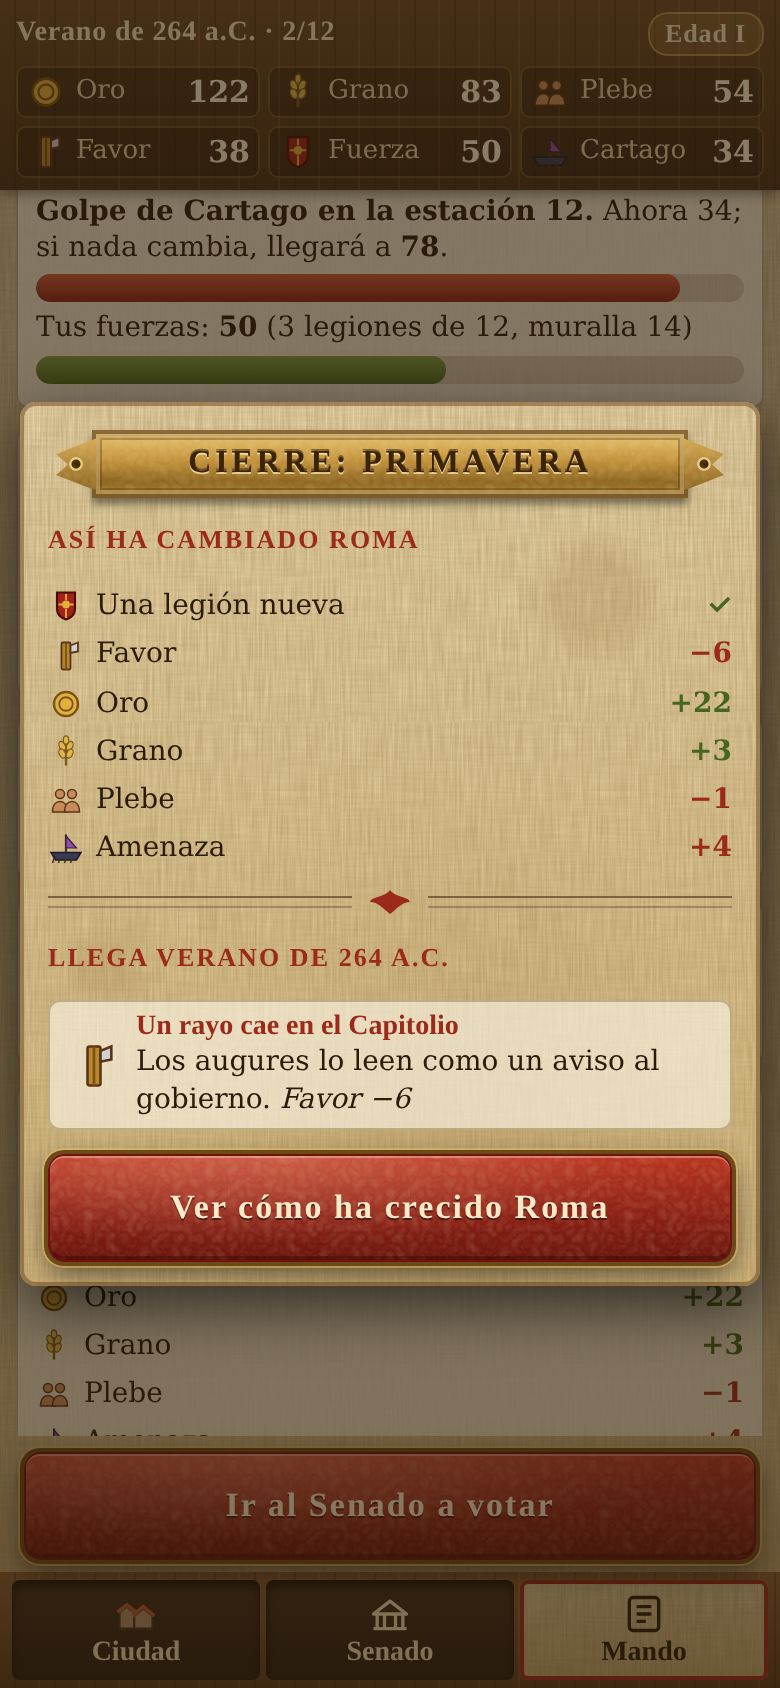 Verano de 264 a.C. · 2/12
Edad I
Oro 122
Grano 83
Plebe 54
Favor 38
Fuerza 50
Cartago 34
Golpe de Cartago en la estación 12. Ahora 34;
si nada cambia, llegará a 78.
Tus fuerzas: 50 (3 legiones de 12, muralla 14)
CIERRE: PRIMAVERA
ASÍ HA CAMBIADO ROMA
Una legión nueva
Favor −6
Oro +22
Grano +3
Plebe −1
Amenaza +4
LLEGA VERANO DE 264 A.C.
Un rayo cae en el Capitolio
Los augures lo leen como un aviso al
gobierno. Favor −6
Ver cómo ha crecido Roma
Oro +22
Grano +3
Plebe −1
Amenaza +4
Ir al Senado a votar
Ciudad
Senado
Mando